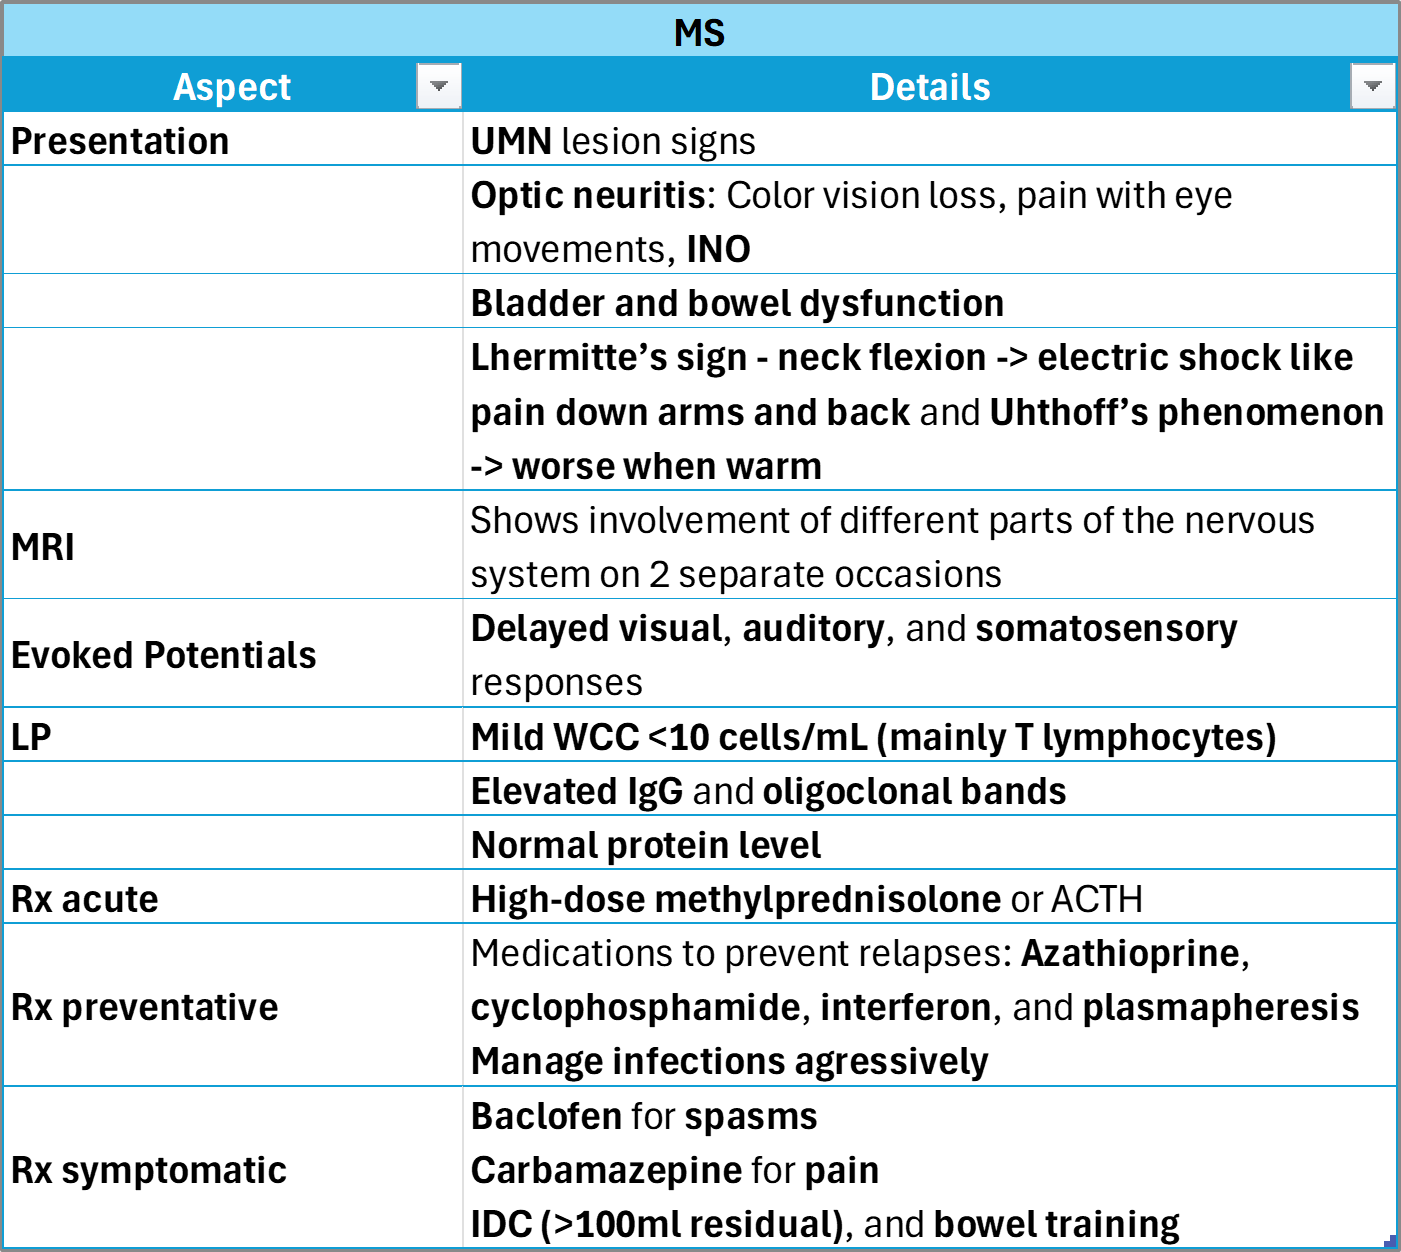 MS
Aspect
Details
Presentation
UMN lesion signs
Optic neuritis: Color vision loss, pain with eye
movements, INO
Bladder and bowel dysfunction
Lhermitte’s sign - neck flexion -> electric shock like
pain down arms and back and Uhthoff’s phenomenon
-> worse when warm
MRI
Shows involvement of different parts of the nervous
system on 2 separate occasions
Evoked Potentials
Delayed visual, auditory, and somatosensory
responses
LP
Mild WCC <10 cells/mL (mainly T lymphocytes)
Elevated IgG and oligoclonal bands
Normal protein level
Rx acute
High-dose methylprednisolone or ACTH
Rx preventative
Medications to prevent relapses: Azathioprine,
cyclophosphamide, interferon, and plasmapheresis
Manage infections agressively
Rx symptomatic
Baclofen for spasms
Carbamazepine for pain
IDC (>100ml residual), and bowel training